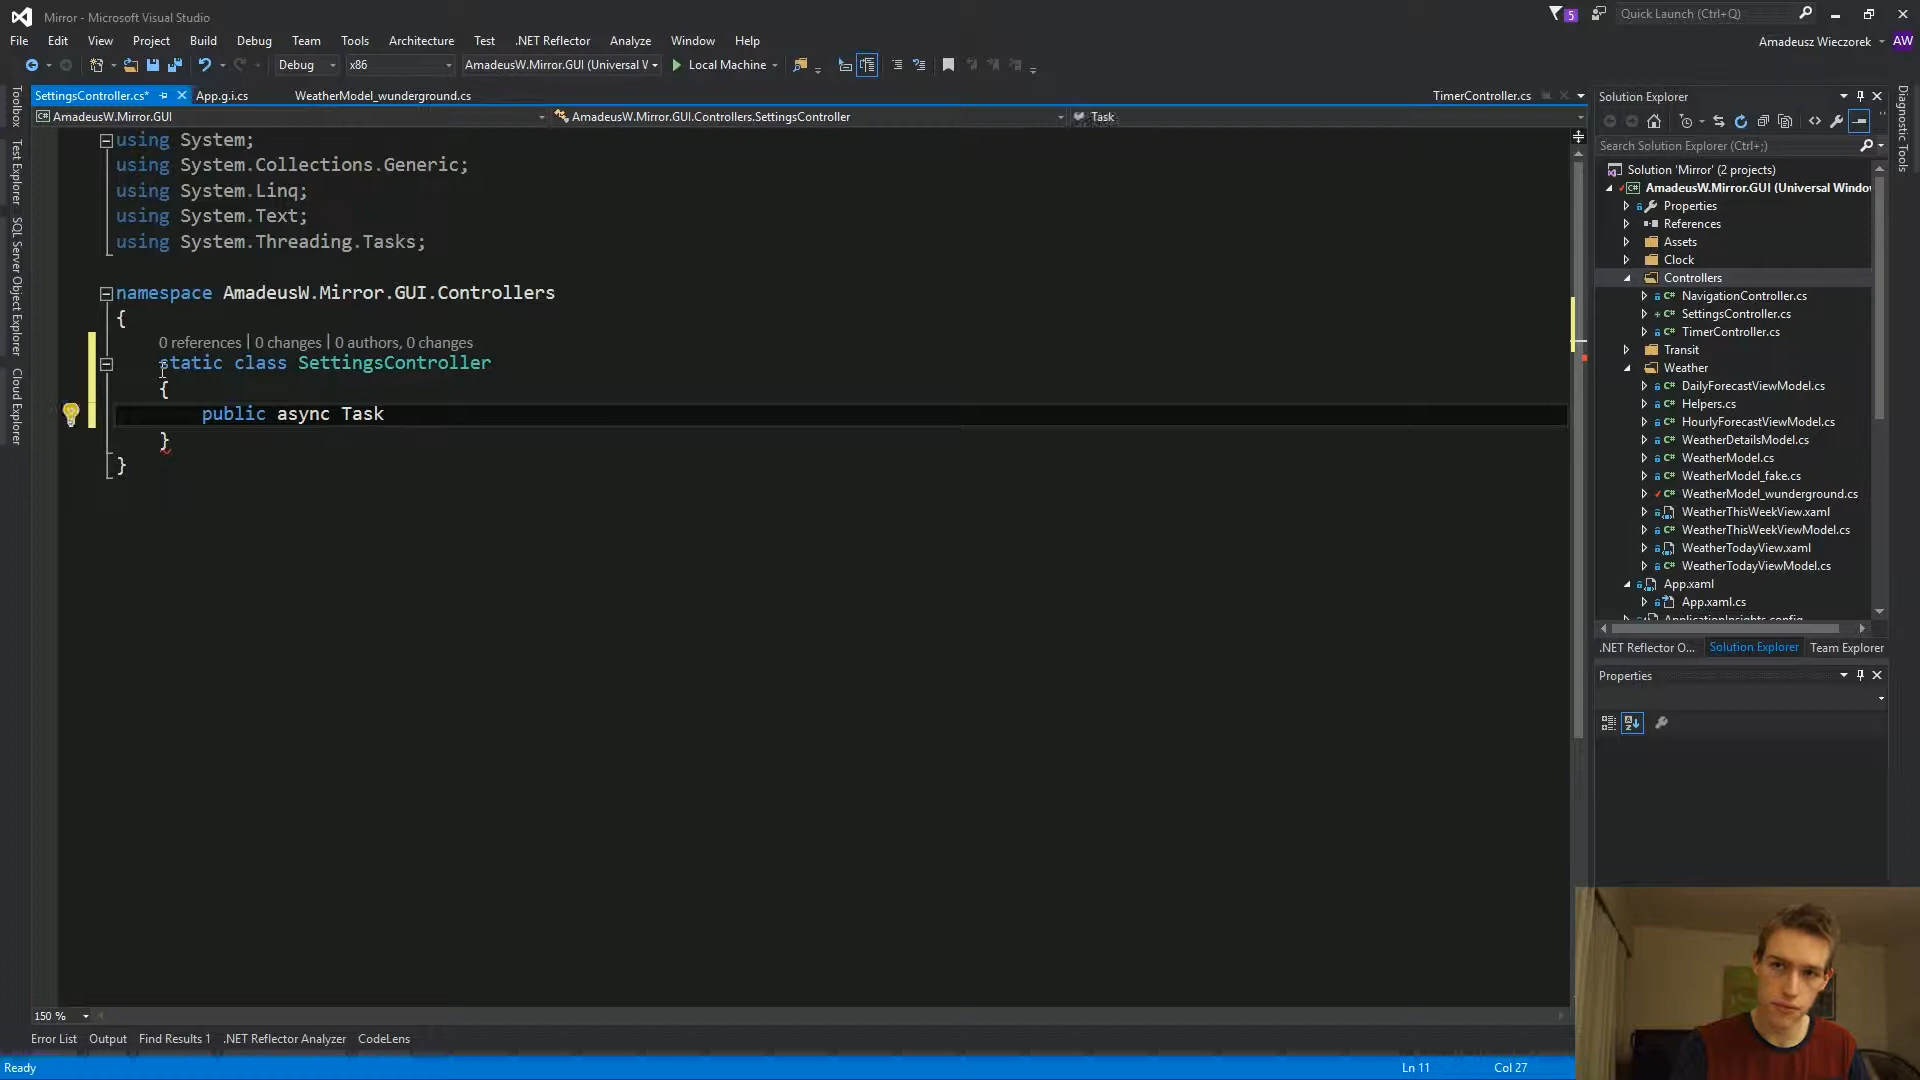 Mirror - Microsoft Visual Studio
5
Quick Launch (Ctrl+Q)
File Edit View Project Build Debug Team Tools Architecture Test .NET Reflector Analyze Window Help
Amadeusz Wieczorek AW
Debug x86 AmadeusW.Mirror.GUI (Universal W Local Machine
SettingsController.cs* App.g.i.cs WeatherModel_wunderground.cs TimerController.cs
AmadeusW.Mirror.GUI AmadeusW.Mirror.GUI.Controllers.SettingsController Task
Toolbox
Test Explorer
SQL Server Object Explorer
Cloud Explorer
using System;
using System.Collections.Generic;
using System.Linq;
using System.Text;
using System.Threading.Tasks;
namespace AmadeusW.Mirror.GUI.Controllers
{
0 references | 0 changes | 0 authors, 0 changes
static class SettingsController
{
public async Task
}
}
150 %
Error List Output Find Results 1 .NET Reflector Analyzer CodeLens
Ready Ln 11 Col 27
Solution Explorer
Search Solution Explorer (Ctrl+;)
Solution 'Mirror' (2 projects)
AmadeusW.Mirror.GUI (Universal Windo
Properties
References
Assets
Clock
Controllers
NavigationController.cs
SettingsController.cs
TimerController.cs
Transit
Weather
DailyForecastViewModel.cs
Helpers.cs
HourlyForecastViewModel.cs
WeatherDetailsModel.cs
WeatherModel.cs
WeatherModel_fake.cs
WeatherModel_wunderground.cs
WeatherThisWeekView.xaml
WeatherThisWeekViewModel.cs
WeatherTodayView.xaml
WeatherTodayViewModel.cs
App.xaml
App.xaml.cs
ApplicationInsights.config
.NET Reflector O... Solution Explorer Team Explorer
Properties
Diagnostic Tools